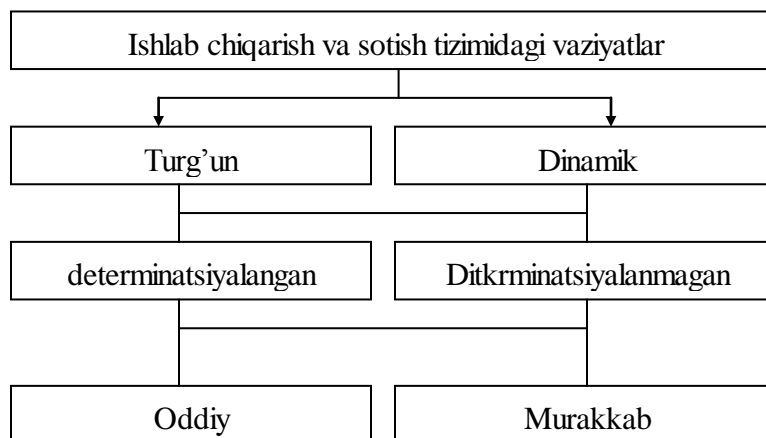 Ishlab chiqarish va sotish tizimidagi vaziyatlar
Turg’un
Dinamik
determinatsiyalangan
Ditkrminatsiyalanmagan
Oddiy
Murakkab